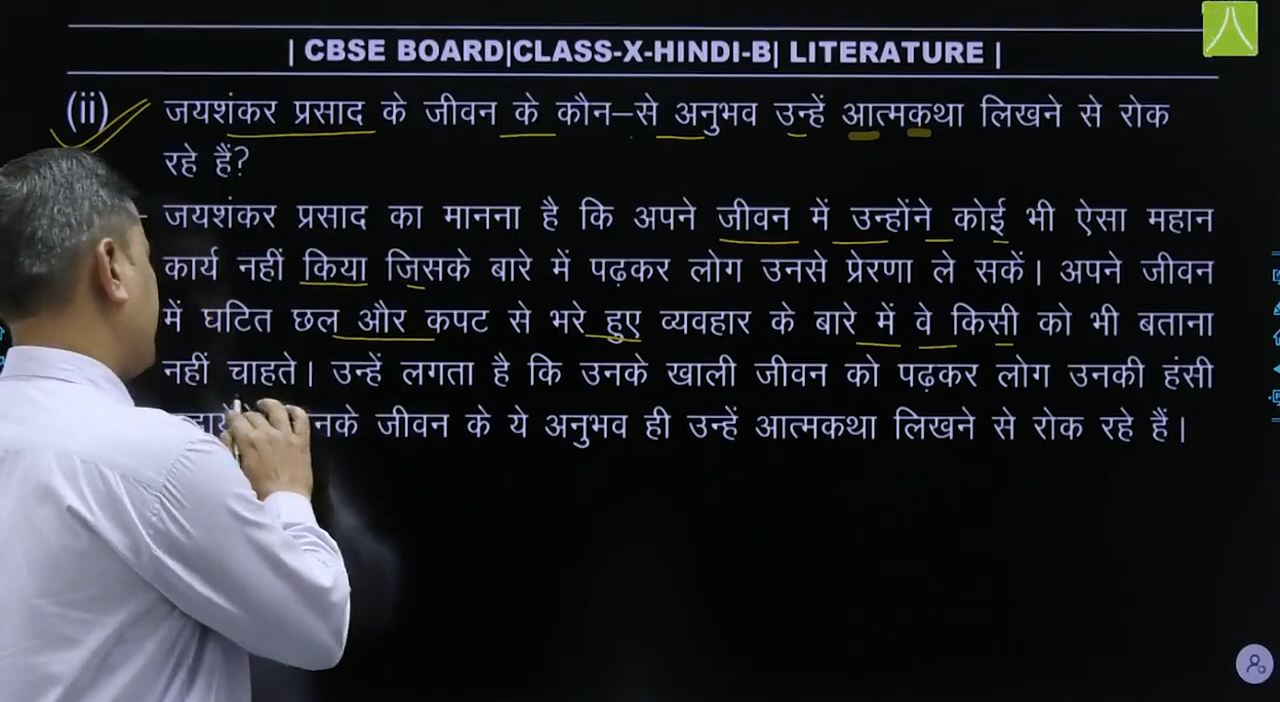 | CBSE BOARD|CLASS-X-HINDI-B| LITERATURE |
(ii) जयशंकर प्रसाद के जीवन के कौन–से अनुभव उन्हें आत्मकथा लिखने से रोक
रहे हैं?
– जयशंकर प्रसाद का मानना है कि अपने जीवन में उन्होंने कोई भी ऐसा महान
कार्य नहीं किया जिसके बारे में पढ़कर लोग उनसे प्रेरणा ले सकें। अपने जीवन
में घटित छल और कपट से भरे हुए व्यवहार के बारे में वे किसी को भी बताना
नहीं चाहते। उन्हें लगता है कि उनके खाली जीवन को पढ़कर लोग उनकी हंसी
जीवन के ये अनुभव ही उन्हें आत्मकथा लिखने से रोक रहे हैं।